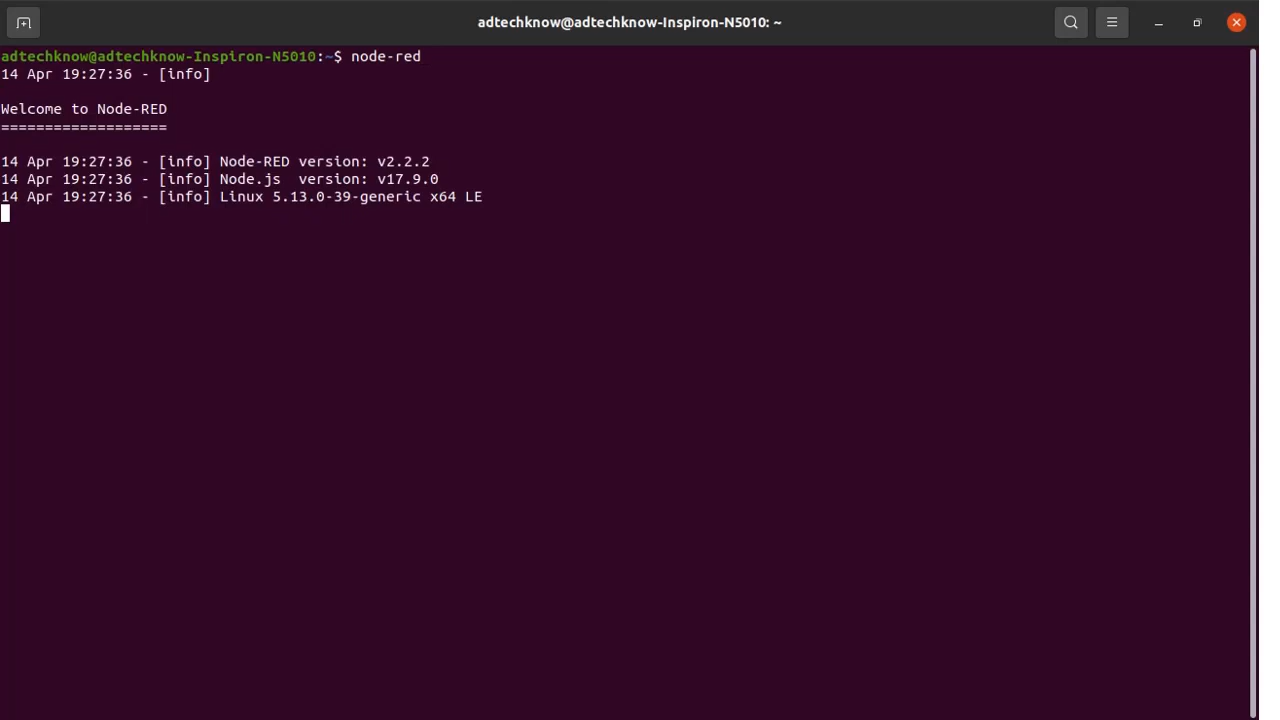 adtechknow@adtechknow-Inspiron-N5010: ~
adtechknow@adtechknow-Inspiron-N5010:~$ node-red
14 Apr 19:27:36 - [info]
Welcome to Node-RED
===================
14 Apr 19:27:36 - [info] Node-RED version: v2.2.2
14 Apr 19:27:36 - [info] Node.js  version: v17.9.0
14 Apr 19:27:36 - [info] Linux 5.13.0-39-generic x64 LE